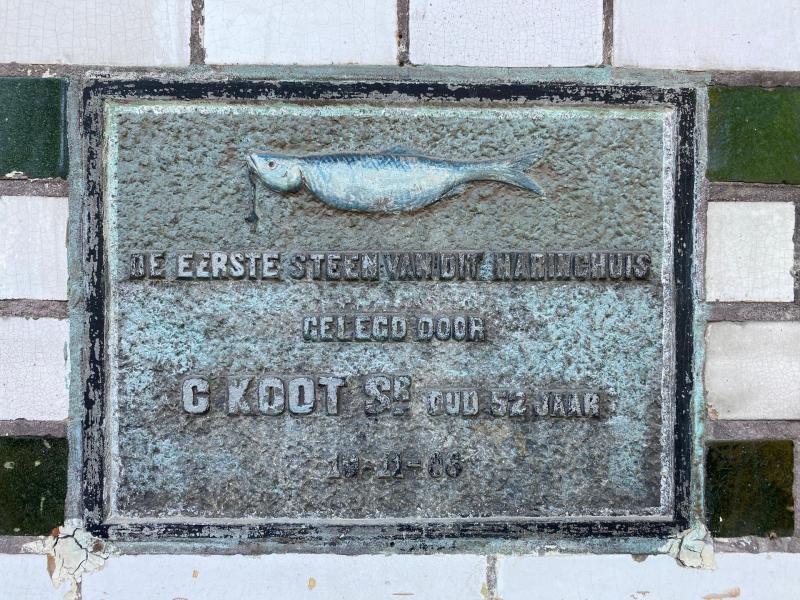 DE EERSTE STEEN VAN DIT HARINGHUIS
GELEGD DOOR
C KOOT SR OUD 52 JAAR